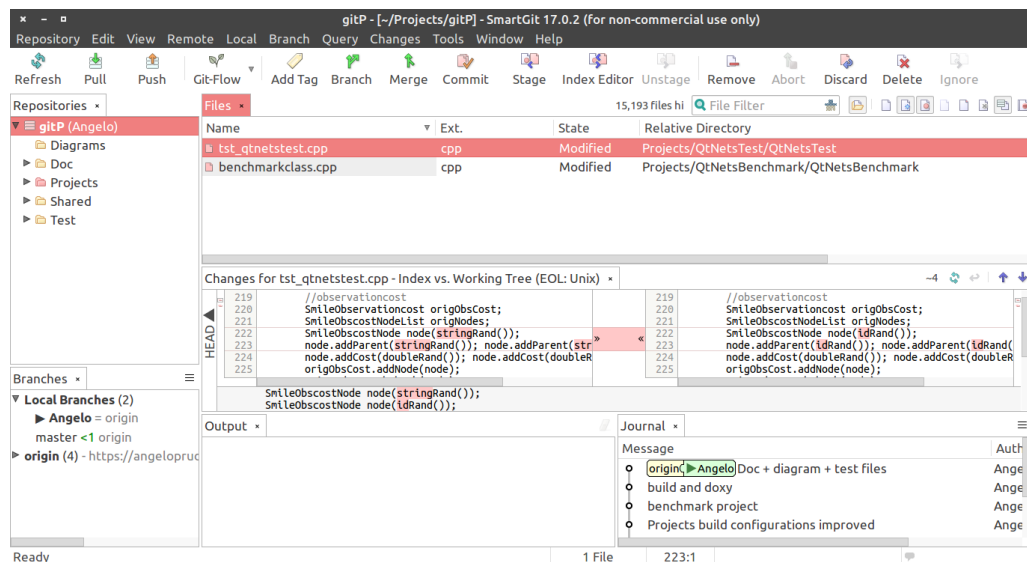 gitP - [~/Projects/gitP] - SmartGit 17.0.2 (for non-commercial use only)
Repository Edit View Remote Local Branch Query Changes Tools Window Help
Refresh Pull Push Git-Flow Add Tag Branch Merge Commit Stage Index Editor Unstage Remove Abort Discard Delete Ignore
Repositories
gitP (Angelo)
Diagrams
Doc
Projects
Shared
Test
Files 15,193 files hi File Filter
Name Ext. State Relative Directory
tst_qtnetstest.cpp cpp Modified Projects/QtNetsTest/QtNetsTest
benchmarkclass.cpp cpp Modified Projects/QtNetsBenchmark/QtNetsBenchmark
Changes for tst_qtnetstest.cpp - Index vs. Working Tree (EOL: Unix) ~4
HEAD
219 //observationcost
220 SmileObservationcost origObsCost;
221 SmileObscostNodeList origNodes;
222 SmileObscostNode node(stringRand());
223 node.addParent(stringRand()); node.addParent(str
224 node.addCost(doubleRand()); node.addCost(doubleR
225 origObsCost.addNode(node);
219 //observationcost
220 SmileObservationcost origObsCost;
221 SmileObscostNodeList origNodes;
222 SmileObscostNode node(idRand());
223 node.addParent(idRand()); node.addParent(idRand(
224 node.addCost(doubleRand()); node.addCost(doubleR
225 origObsCost.addNode(node);
SmileObscostNode node(stringRand());
SmileObscostNode node(idRand());
Branches
Local Branches (2)
Angelo = origin
master <1 origin
origin (4) - https://angelopruc
Output
Journal
Message Auth
origin Angelo Doc + diagram + test files Ange
build and doxy Ange
benchmark project Ange
Projects build configurations improved Ange
Ready 1 File 223:1